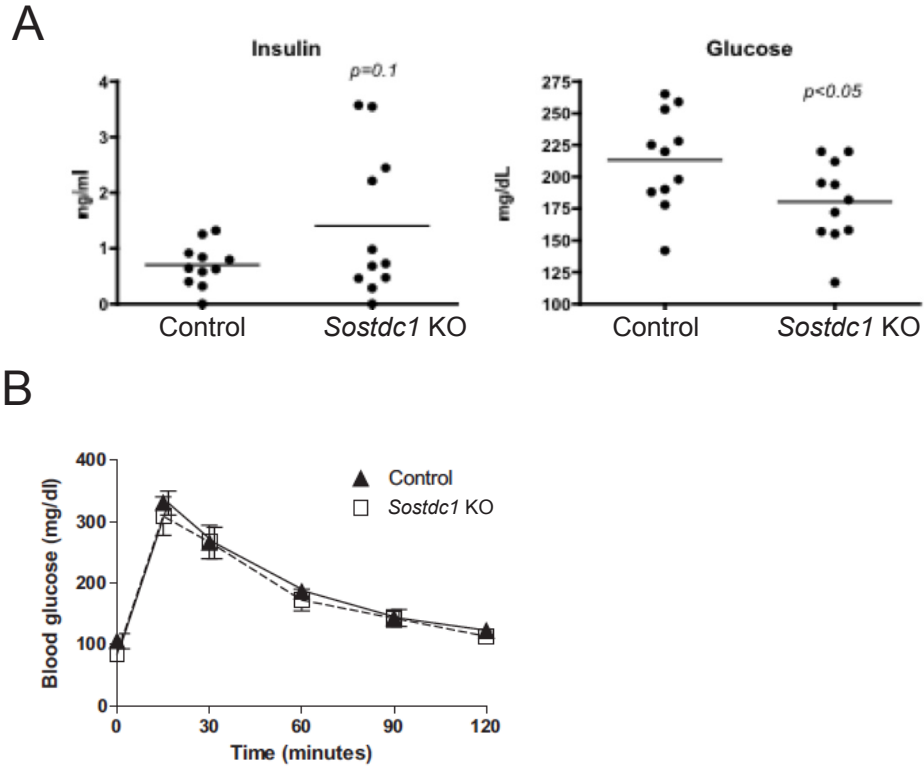 A
Insulin
p=0.1
4
3
2
1
0
ng/ml
Control
Sostdc1 KO
Glucose
p<0.05
275
250
225
200
175
150
125
100
mg/dL
Control
Sostdc1 KO
B
400
300
200
100
0
Blood glucose (mg/dl)
Control
Sostdc1 KO
0 30 60 90 120
Time (minutes)